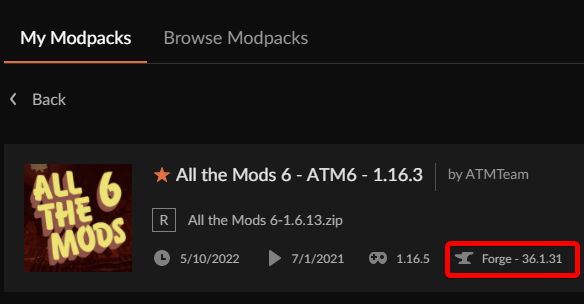 My Modpacks Browse Modpacks
Back
ALL THE 6 MODS
All the Mods 6 - ATM6 - 1.16.3 by ATMTeam
R All the Mods 6-1.6.13.zip
5/10/2022 7/1/2021 1.16.5 Forge - 36.1.31